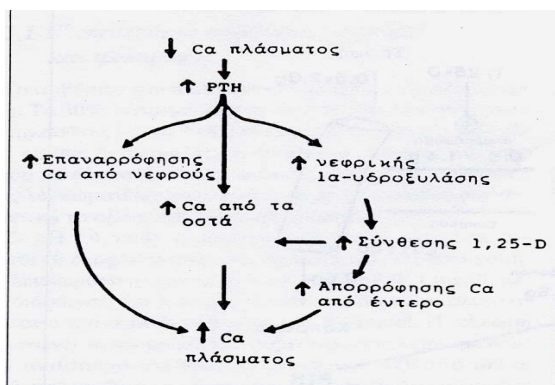 ↓ Ca πλάσματος
↑ PTH
↑ Επαναρρόφησης
Ca από νεφρούς
↑ νεφρικής
1α-υδροξυλάσης
↑ Ca από τα
οστά
↑ Σύνθεσης 1,25-D
↑ Απορρόφησης Ca
από έντερο
↑ Ca
πλάσματος